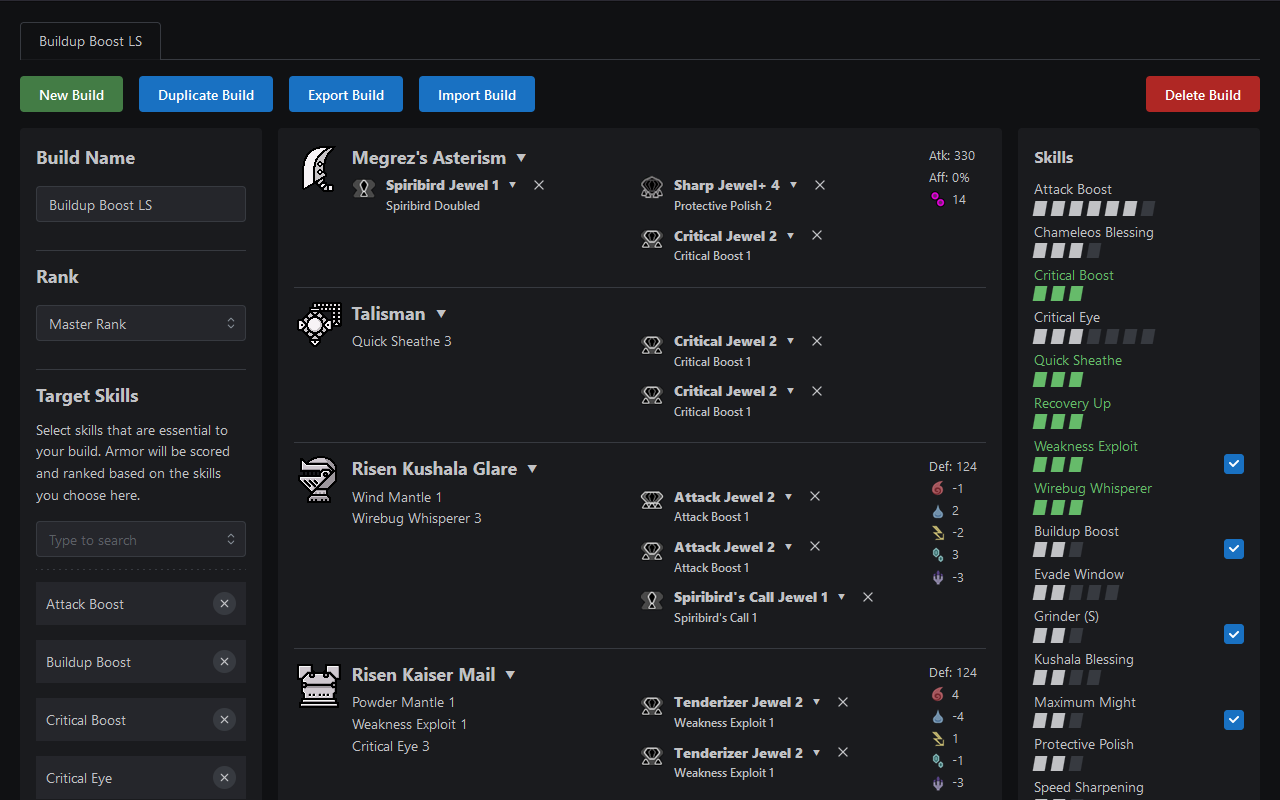 Buildup Boost LS
New Build
Duplicate Build
Export Build
Import Build
Delete Build
Build Name
Buildup Boost LS
Rank
Master Rank
Target Skills
Select skills that are essential to
your build. Armor will be scored
and ranked based on the skills
you choose here.
Type to search
Attack Boost
Buildup Boost
Critical Boost
Critical Eye
Megrez's Asterism
Spiribird Jewel 1
Spiribird Doubled
Sharp Jewel+ 4
Protective Polish 2
Critical Jewel 2
Critical Boost 1
Atk: 330
Aff: 0%
14
Talisman
Quick Sheathe 3
Critical Jewel 2
Critical Boost 1
Critical Jewel 2
Critical Boost 1
Risen Kushala Glare
Wind Mantle 1
Wirebug Whisperer 3
Attack Jewel 2
Attack Boost 1
Attack Jewel 2
Attack Boost 1
Spiribird's Call Jewel 1
Spiribird's Call 1
Def: 124
-1
2
-2
3
-3
Risen Kaiser Mail
Powder Mantle 1
Weakness Exploit 1
Critical Eye 3
Tenderizer Jewel 2
Weakness Exploit 1
Tenderizer Jewel 2
Weakness Exploit 1
Def: 124
4
-4
1
-1
-3
Skills
Attack Boost
Chameleos Blessing
Critical Boost
Critical Eye
Quick Sheathe
Recovery Up
Weakness Exploit
Wirebug Whisperer
Buildup Boost
Evade Window
Grinder (S)
Kushala Blessing
Maximum Might
Protective Polish
Speed Sharpening